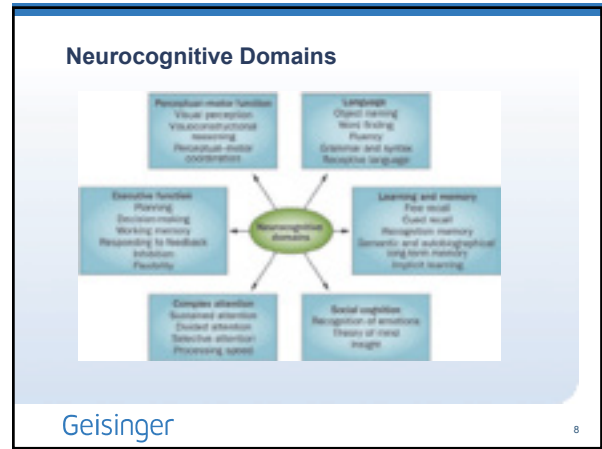 Neurocognitive Domains
Perceptual-motor function
Visual perception
Visuoconstructional
reasoning
Perceptual-motor
coordination
Language
Object naming
Word finding
Fluency
Grammar and syntax
Receptive language
Executive function
Planning
Decision-making
Working memory
Responding to feedback
Inhibition
Flexibility
Neurocognitive
domains
Learning and memory
Free recall
Cued recall
Recognition memory
Semantic and autobiographical
long-term memory
Implicit learning
Complex attention
Sustained attention
Divided attention
Selective attention
Processing speed
Social cognition
Recognition of emotions
Theory of mind
Insight
Geisinger
8